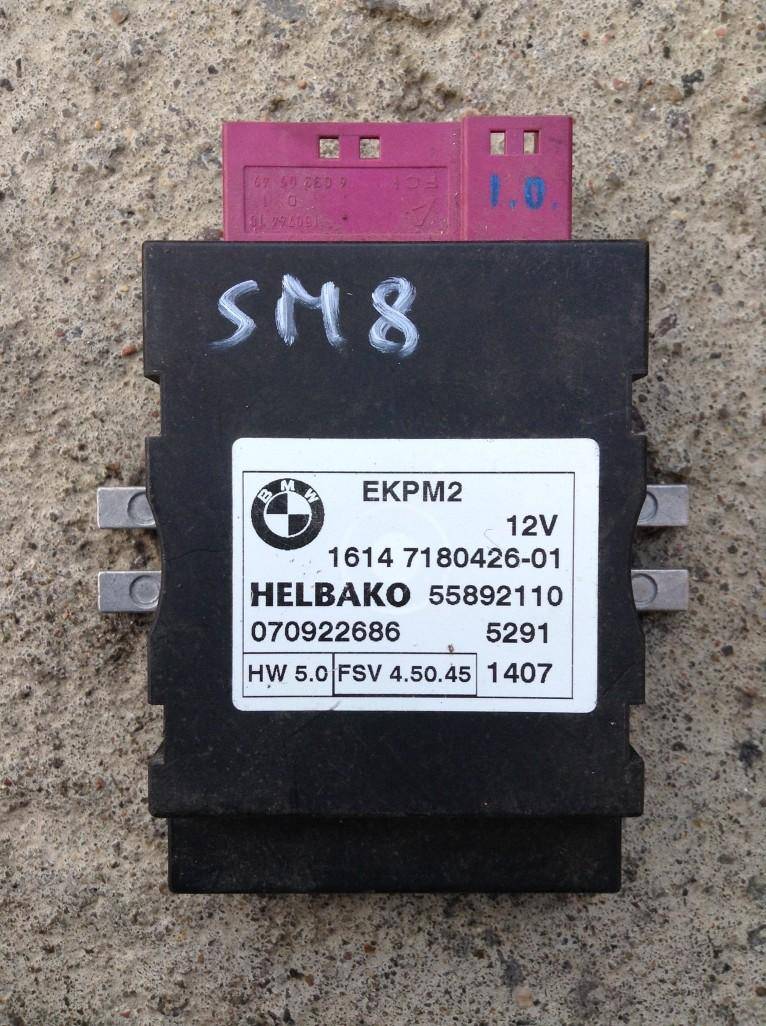 I.O.
SM8
BMW
EKPM2
12V
1614 7180426-01
HELBAKO 55892110
070922686 5291
HW 5.0 FSV 4.50.45 1407